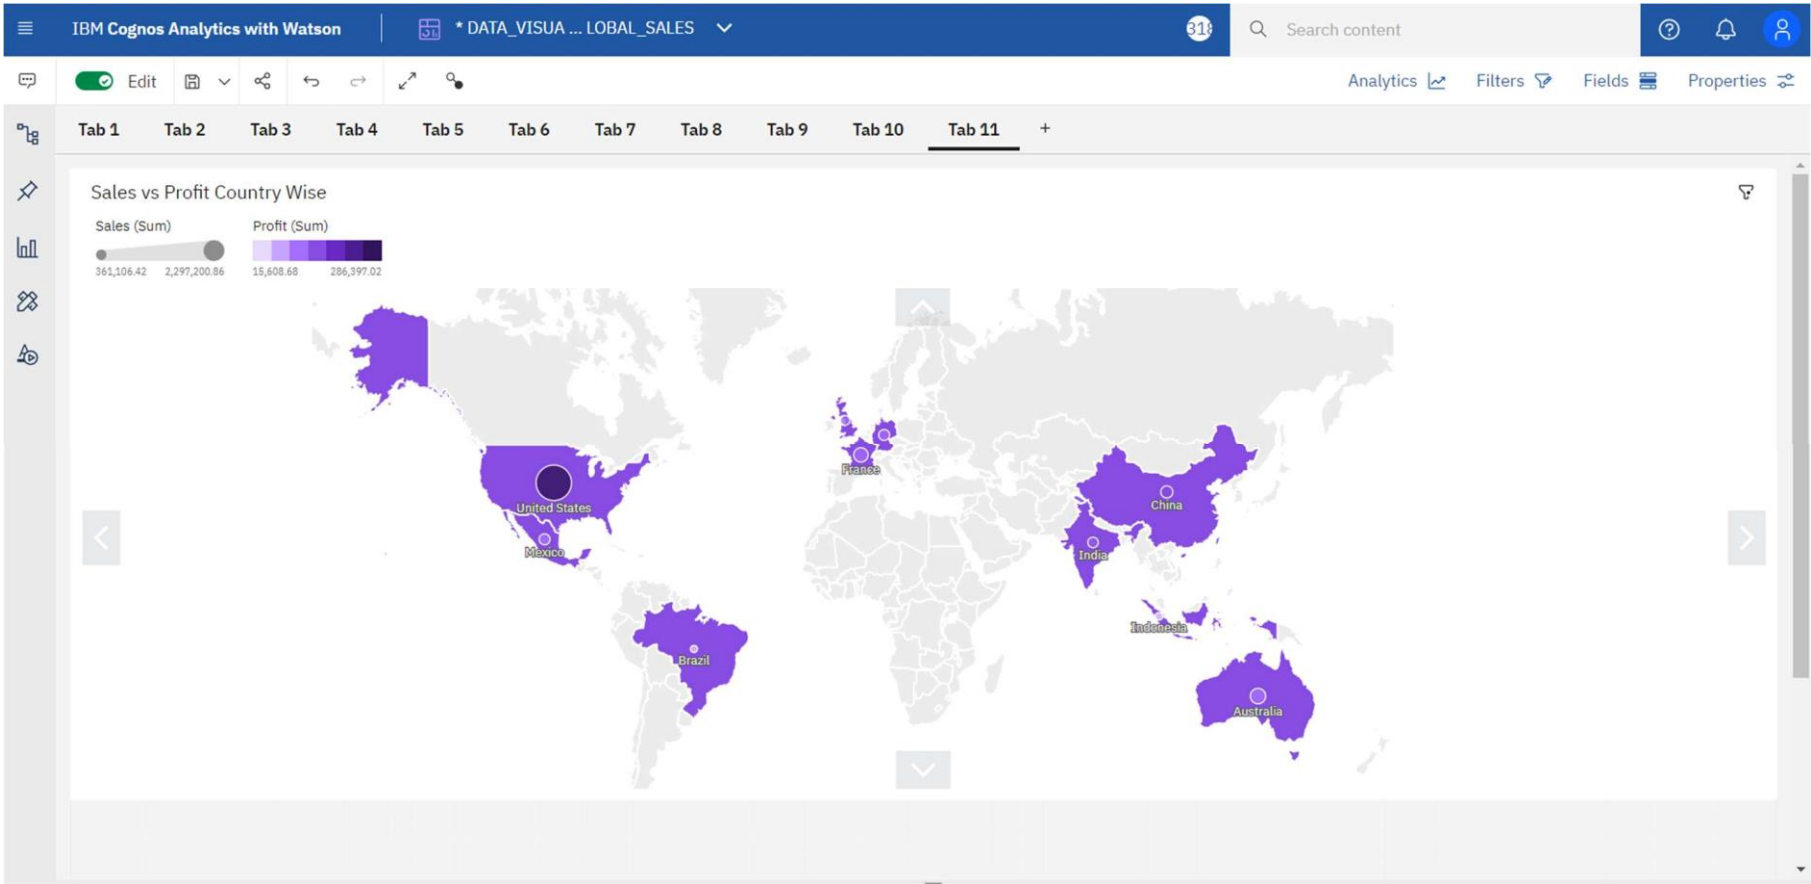 IBM Cognos Analytics with Watson
* DATA_VISUA ... LOBAL_SALES
318
Search content
Edit
Analytics
Filters
Fields
Properties
Tab 1 Tab 2 Tab 3 Tab 4 Tab 5 Tab 6 Tab 7 Tab 8 Tab 9 Tab 10 Tab 11 +
Sales vs Profit Country Wise
Sales (Sum) Profit (Sum)
361,106.42 2,297,200.86 15,608.68 286,397.02
France
United States
China
Mexico
India
Indonesia
Brazil
Australia